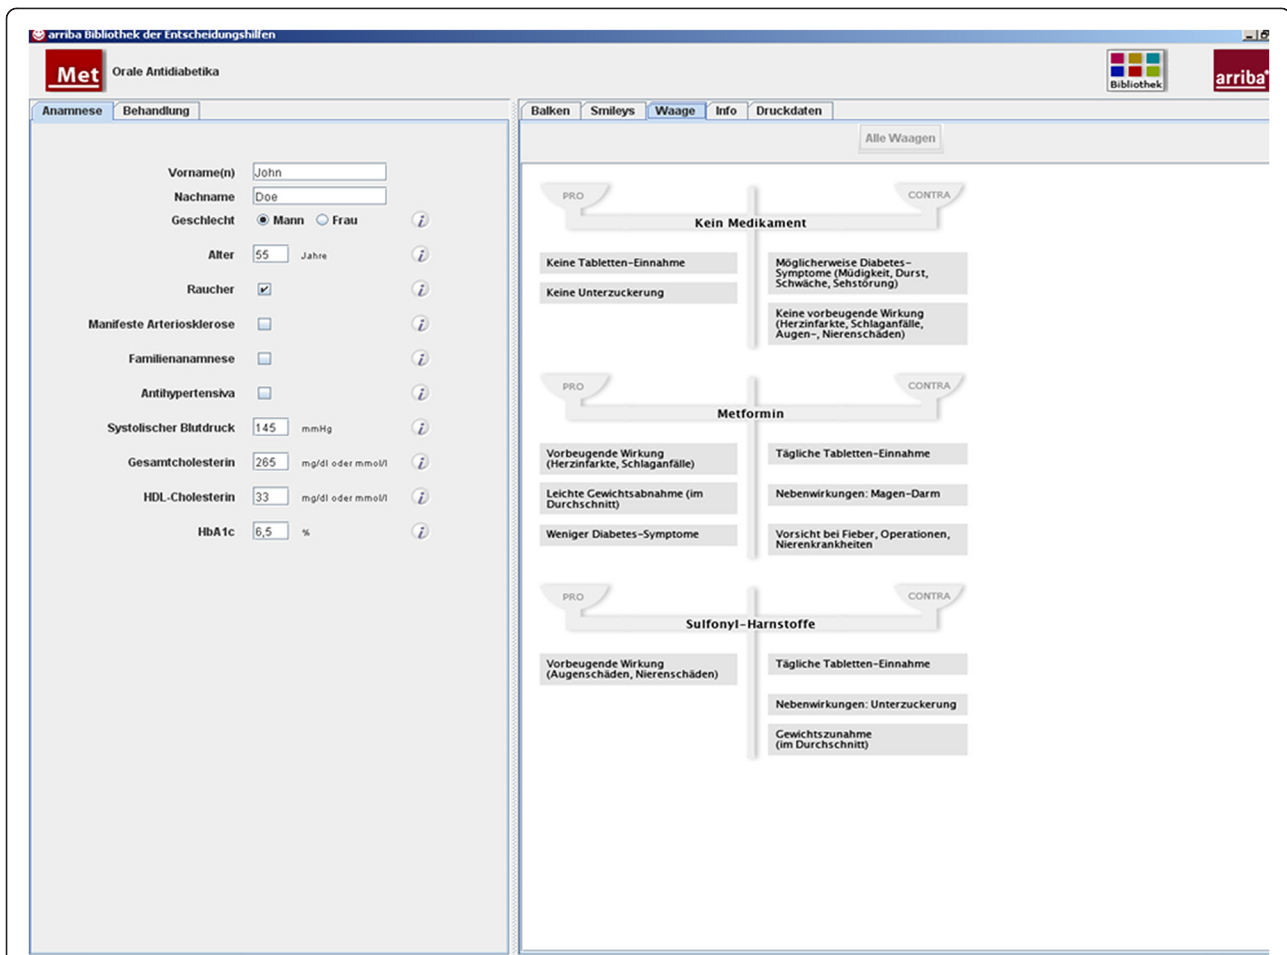 arriba Bibliothek der Entscheidungshilfen
Met
Orale Antidiabetika
Bibliothek
arriba
Anamnese
Behandlung
Vorname(n)
John
Nachname
Doe
Geschlecht
Mann
Frau
Alter
55
Jahre
Raucher
Manifeste Arteriosklerose
Familienanamnese
Antihypertensiva
Systolischer Blutdruck
145
mmHg
Gesamtcholesterin
265
mg/dl oder mmol/l
HDL-Cholesterin
33
mg/dl oder mmol/l
HbA1c
6,5
%
Balken
Smileys
Waage
Info
Druckdaten
Alle Waagen
PRO
CONTRA
Kein Medikament
Keine Tabletten-Einnahme
Keine Unterzuckerung
Möglicherweise Diabetes-
Symptome (Müdigkeit, Durst,
Schwäche, Sehstörung)
Keine vorbeugende Wirkung
(Herzinfarkte, Schlaganfälle,
Augen-, Nierenschäden)
PRO
CONTRA
Metformin
Vorbeugende Wirkung
(Herzinfarkte, Schlaganfälle)
Leichte Gewichtsabnahme (im
Durchschnitt)
Weniger Diabetes-Symptome
Tägliche Tabletten-Einnahme
Nebenwirkungen: Magen-Darm
Vorsicht bei Fieber, Operationen,
Nierenkrankheiten
PRO
CONTRA
Sulfonyl-Harnstoffe
Vorbeugende Wirkung
(Augenschäden, Nierenschäden)
Tägliche Tabletten-Einnahme
Nebenwirkungen: Unterzuckerung
Gewichtszunahme
(im Durchschnitt)